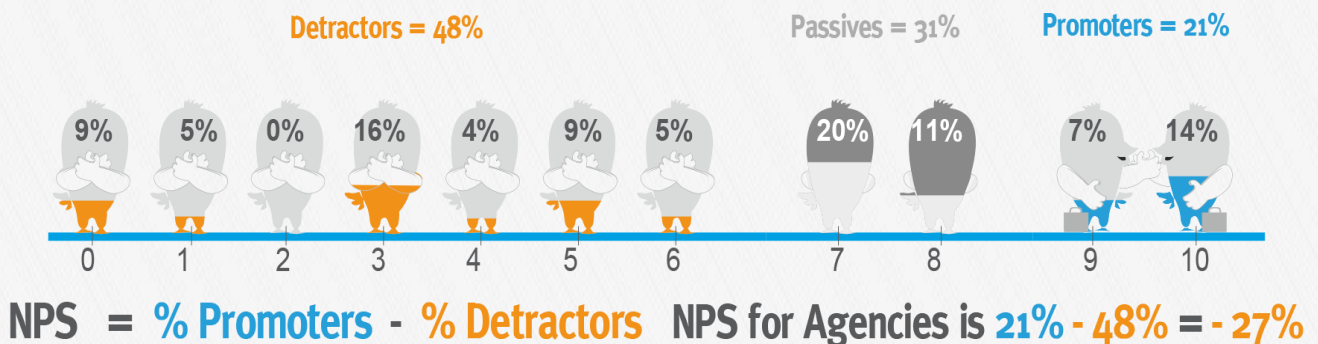 Detractors = 48% Passives = 31% Promoters = 21%
9% 5% 0% 16% 4% 9% 5% 20% 11% 7% 14%
0 1 2 3 4 5 6 7 8 9 10
NPS = % Promoters - % Detractors NPS for Agencies is 21% - 48% = - 27%